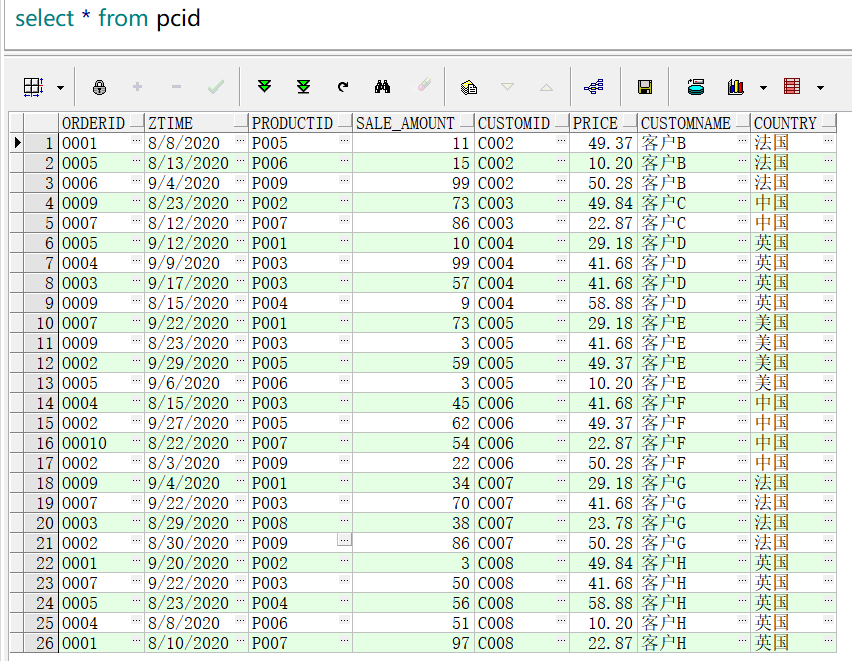 select * from pcid
ORDERID ZTIME PRODUCTID SALE_AMOUNT CUSTOMID PRICE CUSTOMNAME COUNTRY
1 0001 8/8/2020 P005 11 C002 49.37 客户B 法国
2 0005 8/13/2020 P006 15 C002 10.20 客户B 法国
3 0006 9/4/2020 P009 99 C002 50.28 客户B 法国
4 0009 8/23/2020 P002 73 C003 49.84 客户C 中国
5 0007 8/12/2020 P007 86 C003 22.87 客户C 中国
6 0005 9/12/2020 P001 10 C004 29.18 客户D 英国
7 0004 9/9/2020 P003 99 C004 41.68 客户D 英国
8 0003 9/17/2020 P003 57 C004 41.68 客户D 英国
9 0009 8/15/2020 P004 9 C004 58.88 客户D 英国
10 0007 9/22/2020 P001 73 C005 29.18 客户E 美国
11 0009 8/23/2020 P003 3 C005 41.68 客户E 美国
12 0002 9/29/2020 P005 59 C005 49.37 客户E 美国
13 0005 9/6/2020 P006 3 C005 10.20 客户E 美国
14 0004 8/15/2020 P003 45 C006 41.68 客户F 中国
15 0002 9/27/2020 P005 62 C006 49.37 客户F 中国
16 00010 8/22/2020 P007 54 C006 22.87 客户F 中国
17 0002 8/3/2020 P009 22 C006 50.28 客户F 中国
18 0009 9/4/2020 P001 34 C007 29.18 客户G 法国
19 0007 9/22/2020 P003 70 C007 41.68 客户G 法国
20 0003 8/29/2020 P008 38 C007 23.78 客户G 法国
21 0002 8/30/2020 P009 86 C007 50.28 客户G 法国
22 0001 9/20/2020 P002 3 C008 49.84 客户H 英国
23 0007 9/22/2020 P003 50 C008 41.68 客户H 英国
24 0005 8/23/2020 P004 56 C008 58.88 客户H 英国
25 0004 8/8/2020 P006 51 C008 10.20 客户H 英国
26 0001 8/10/2020 P007 97 C008 22.87 客户H 英国